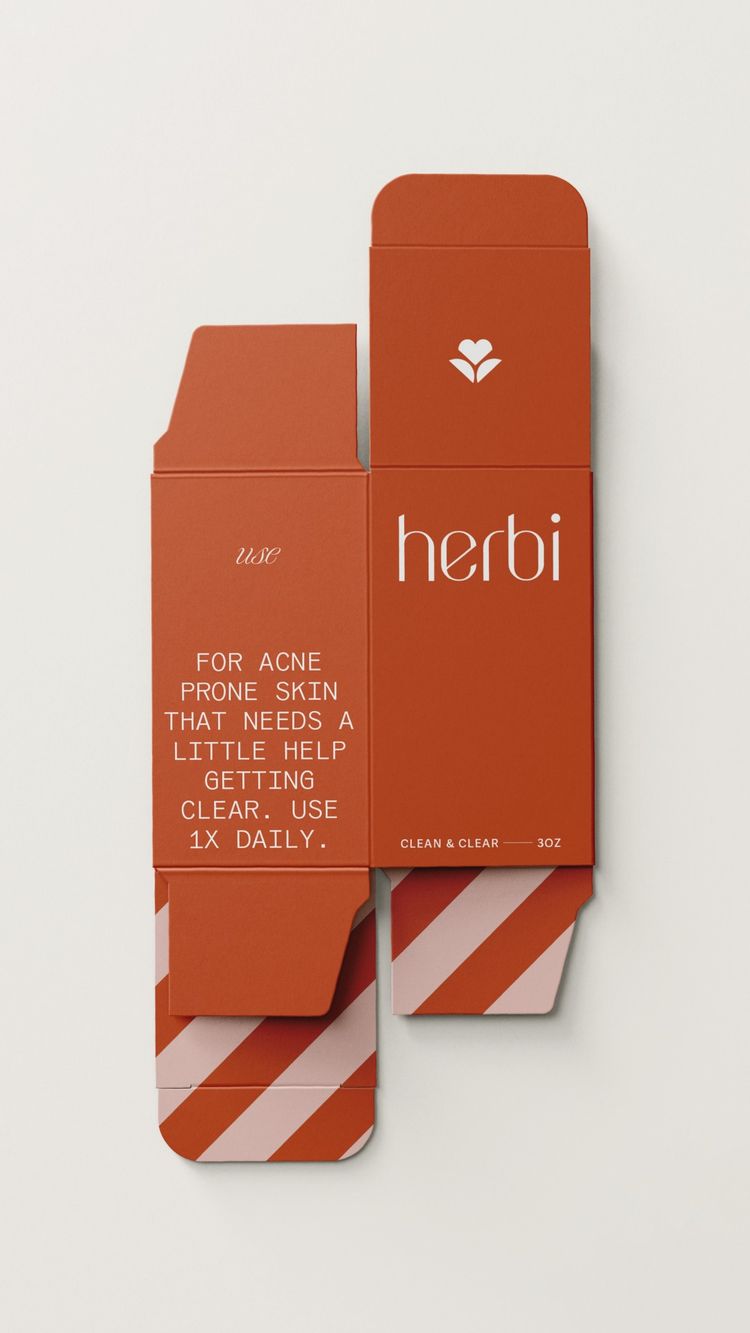 use
FOR ACNE
PRONE SKIN
THAT NEEDS A
LITTLE HELP
GETTING
CLEAR. USE
1X DAILY.
herbi
CLEAN & CLEAR — 3OZ